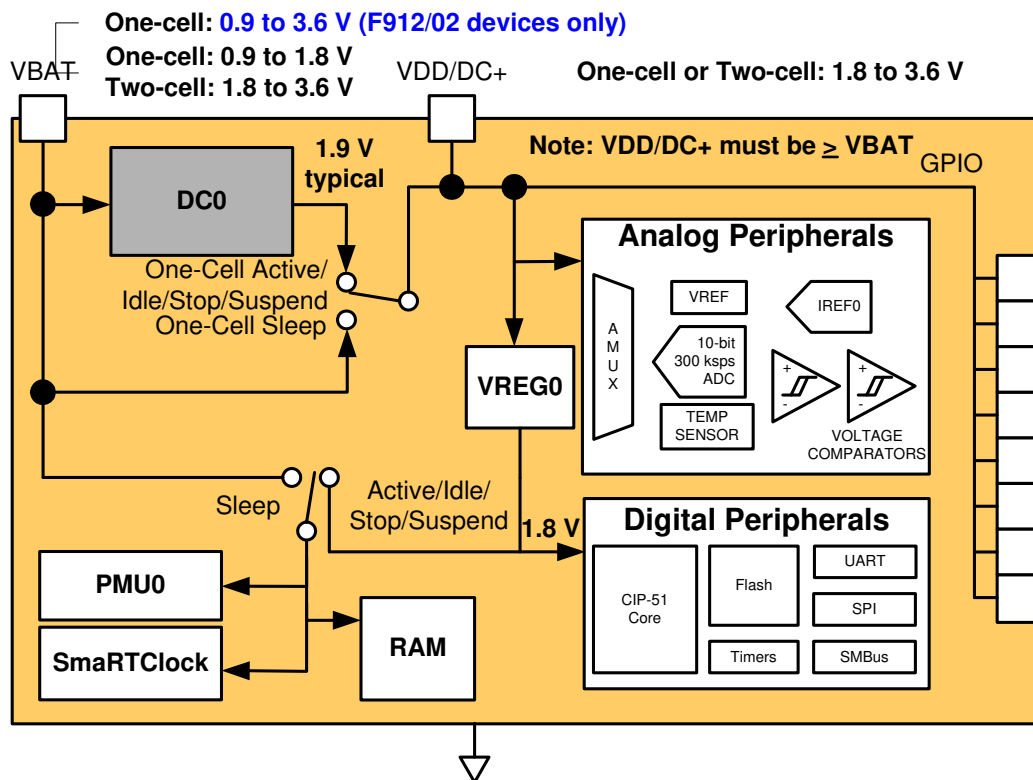 One-cell: 0.9 to 3.6 V (F912/02 devices only)
One-cell: 0.9 to 1.8 V
Two-cell: 1.8 to 3.6 V
VBAT
VDD/DC+
One-cell or Two-cell: 1.8 to 3.6 V
Note: VDD/DC+ must be ≥ VBAT
GPIO
1.9 V
typical
DC0
One-Cell Active/
Idle/Stop/Suspend
One-Cell Sleep
VREG0
Analog Peripherals
AMUX
VREF
IREF0
10-bit
300 ksps
ADC
TEMP
SENSOR
+
-
+
-
VOLTAGE
COMPARATORS
Sleep
Active/Idle/
Stop/Suspend
1.8 V
PMU0
SmaRTClock
RAM
Digital Peripherals
CIP-51
Core
Flash
Timers
UART
SPI
SMBus